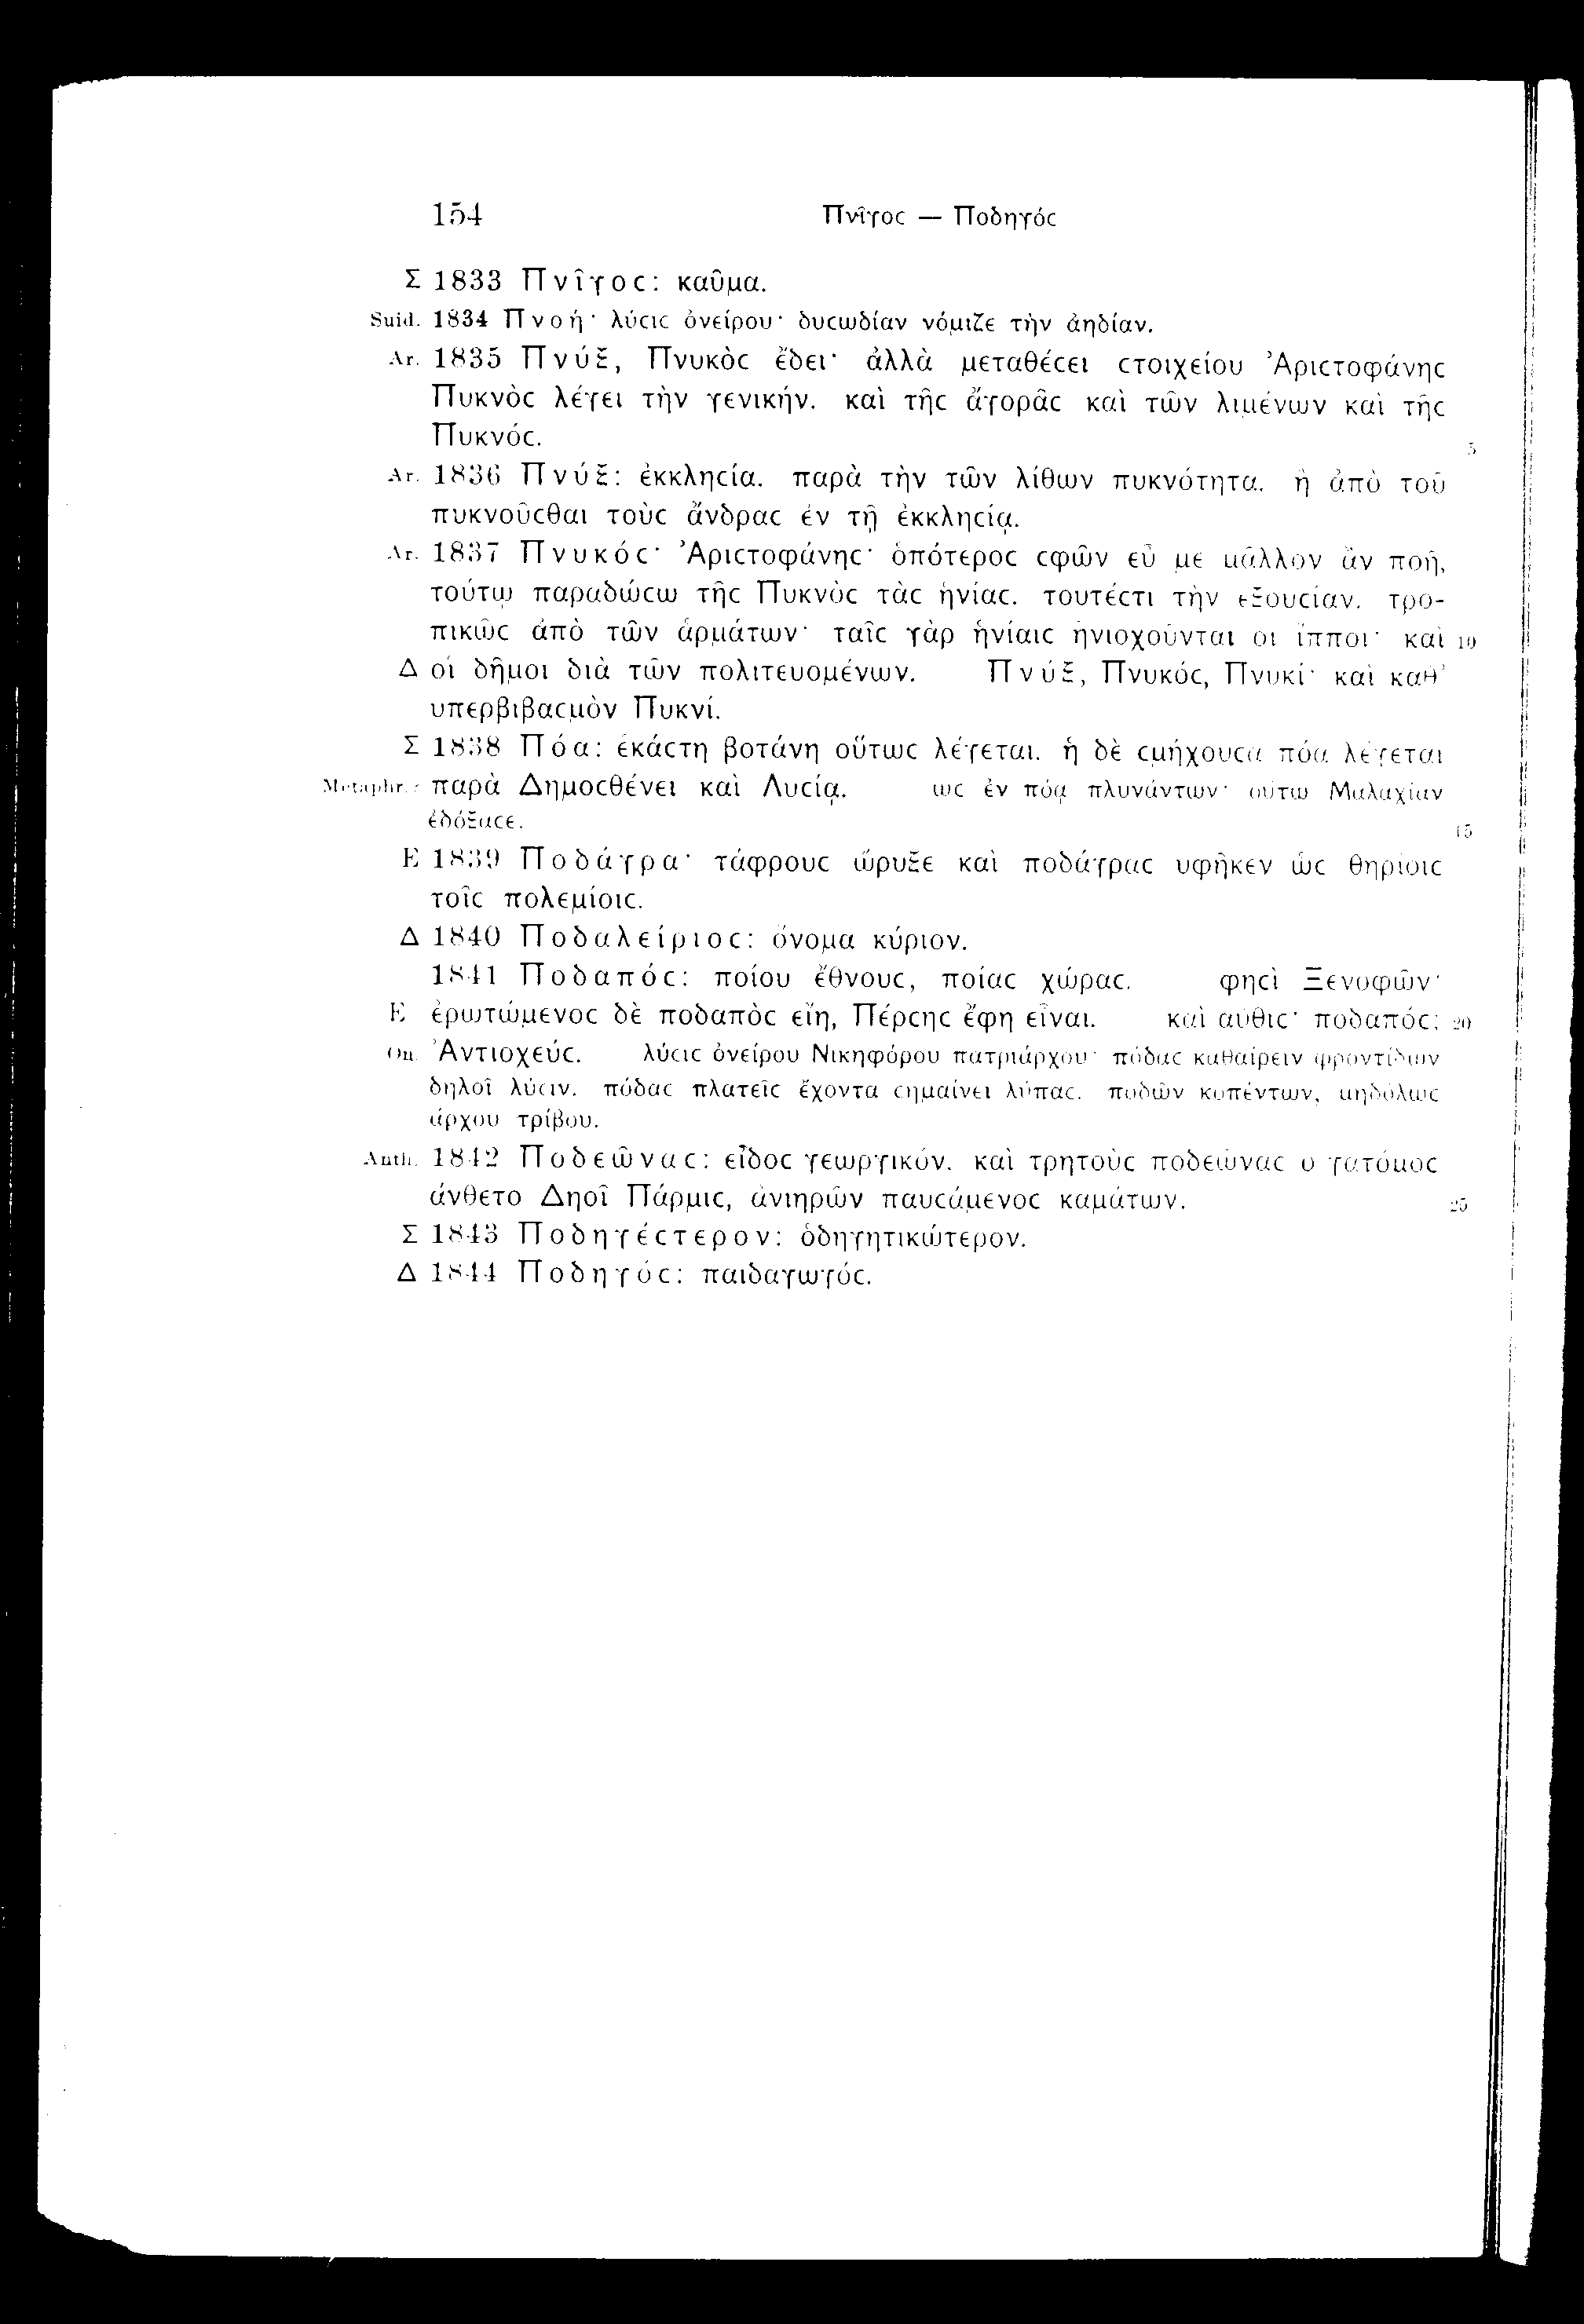 154 Πνῖγοϲ — Ποδηγόϲ
Σ 1833 Πνῖγοϲ: καῦμα.
Suid. 1834 Πνοή· λύϲιϲ ὀνείρου· δυϲωδίαν νόμιζε τὴν ἀηδίαν.
Ar. 1835 Πνύξ, Πνυκὸϲ ἔδει· ἀλλὰ μεταθέϲει ϲτοιχείου Ἀριϲτοφάνηϲ
Πυκνὸϲ λέγει τὴν γενικήν. καὶ τῆϲ ἀγορᾶϲ καὶ τῶν λιμένων καὶ τῆϲ
Πυκνόϲ. 5
Ar. 1836 Πνύξ: ἐκκληϲία. παρὰ τὴν τῶν λίθων πυκνότητα. ἢ ἀπὸ τοῦ
πυκνοῦϲθαι τοὺϲ ἄνδραϲ ἐν τῇ ἐκκληϲίᾳ.
Ar. 1837 Πνυκόϲ· Ἀριϲτοφάνηϲ· ὁπότεροϲ ϲφῶν εὖ με μᾶλλον ἂν ποῇ,
τούτῳ παραδώϲω τῆϲ Πυκνὸϲ τὰϲ ἡνίαϲ. τουτέϲτι τὴν ἐξουϲίαν. τρο-
πικῶϲ ἀπὸ τῶν ἁρμάτων· ταῖϲ γὰρ ἡνίαιϲ ἡνιοχοῦνται οἱ ἵπποι· καὶ 10
Δ οἱ δῆμοι διὰ τῶν πολιτευομένων. Πνύξ, Πνυκόϲ, Πνυκί· καὶ καθ’
ὑπερβιβαϲμὸν Πυκνί.
Σ 1838 Πόα: ἑκάϲτη βοτάνη οὕτωϲ λέγεται. ἡ δὲ ϲμήχουϲα πόα λέγεται
Metaphr. παρὰ Δημοϲθένει καὶ Λυϲίᾳ. ὡϲ ἐν πόᾳ πλυνάντων· οὕτω Μαλαχίαν
ἐδόξαϲε. 15
Ε 1839 Ποδάγρα· τάφρουϲ ὤρυξε καὶ ποδάγραϲ ὑφῆκεν ὡϲ θηρίοιϲ
τοῖϲ πολεμίοιϲ.
Δ 1840 Ποδαλείριοϲ: ὄνομα κύριον.
1841 Ποδαπόϲ: ποίου ἔθνουϲ, ποίαϲ χώραϲ. φηϲὶ Ξενοφῶν·
Ε ἐρωτώμενοϲ δὲ ποδαπὸϲ εἴη, Πέρϲηϲ ἔφη εἶναι. καὶ αὖθιϲ· ποδαπόϲ; 20
On. Ἀντιοχεύϲ. λύϲιϲ ὀνείρου Νικηφόρου πατριάρχου· πόδαϲ καθαίρειν φροντίδων
δηλοῖ λύϲιν. πόδαϲ πλατεῖϲ ἔχοντα ϲημαίνει λύπαϲ. ποδῶν κοπέντων, μηδόλωϲ
ἄρχου τρίβου.
Anth. 1842 Ποδεῶναϲ: εἶδοϲ γεωργικόν. καὶ τρητοὺϲ ποδεῶναϲ ὁ γατόμοϲ
ἄνθετο Δηοῖ Πάρμιϲ, ἀνιηρῶν παυϲάμενοϲ καμάτων. 25
Σ 1843 Ποδηγέϲτερον: ὁδηγητικώτερον.
Δ 1844 Ποδηγόϲ: παιδαγωγόϲ.